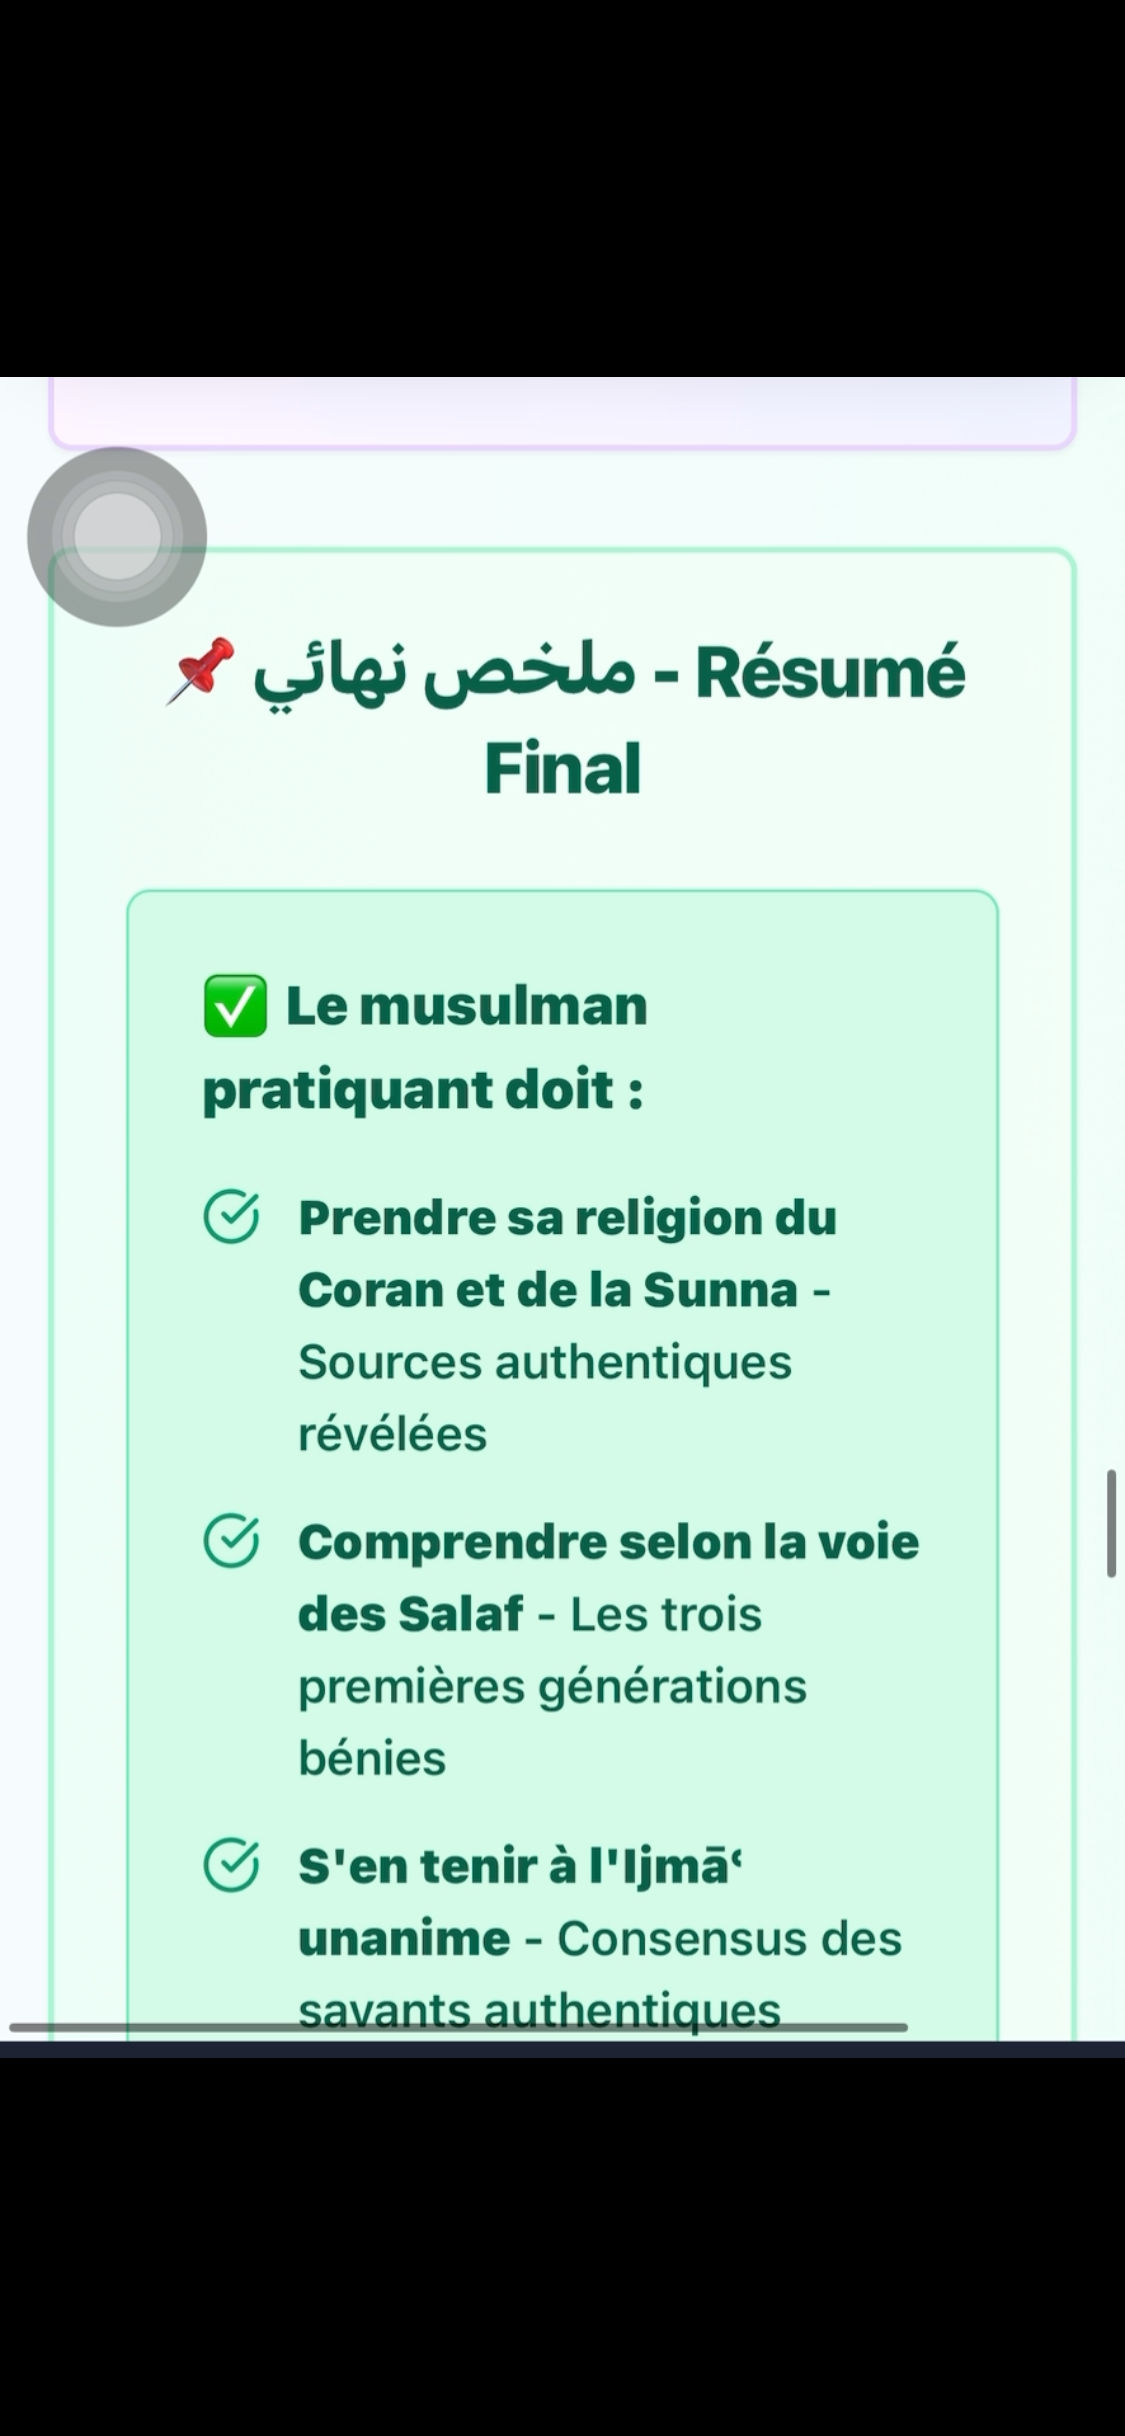 📌 ملخص نهائي - Résumé
Final
✅ Le musulman
pratiquant doit :
Prendre sa religion du
Coran et de la Sunna -
Sources authentiques
révélées
Comprendre selon la voie
des Salaf - Les trois
premières générations
bénies
S'en tenir à l'Ijmāʿ
unanime - Consensus des
savants authentiques